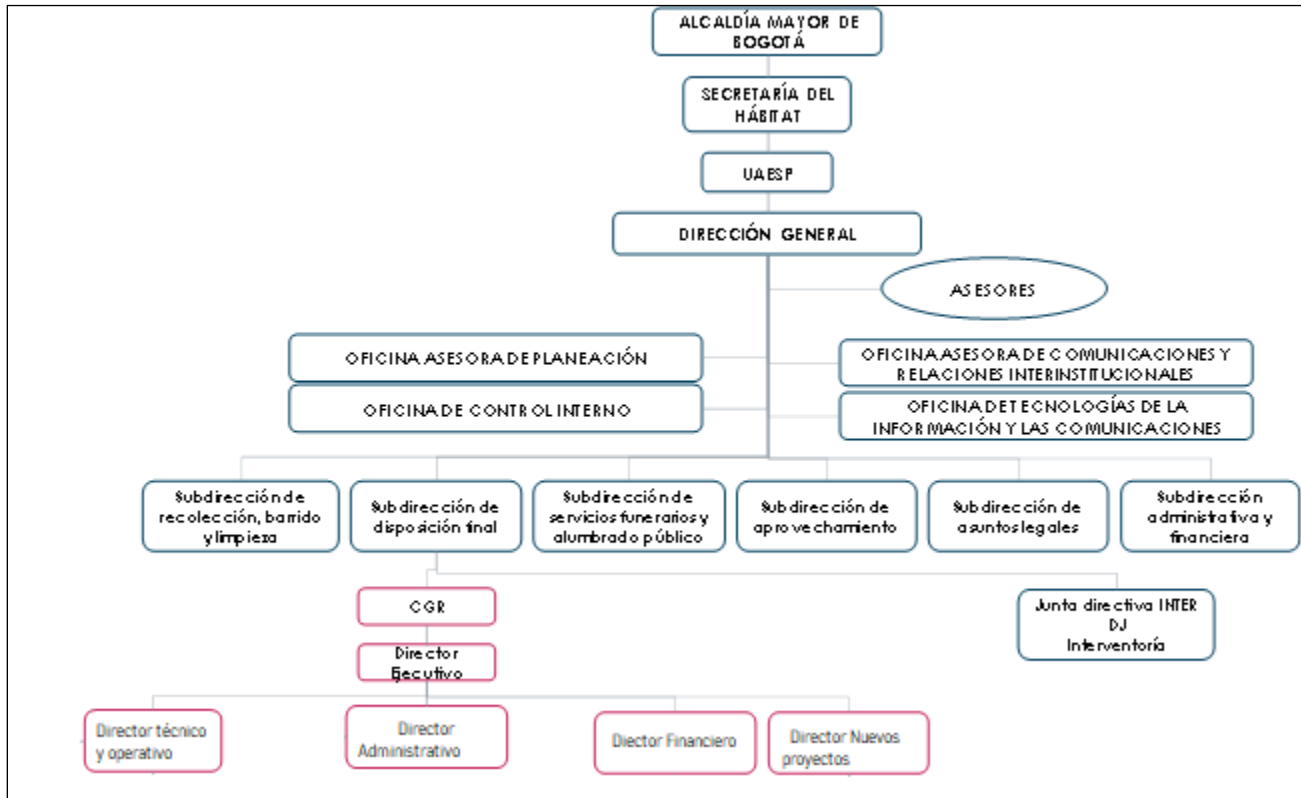 ALCALDÍA MAYOR DE
BOGOTÁ
SECRETARÍA DEL
HÁBITAT
UAESP
DIRECCIÓN GENERAL
ASESORES
OFICINA ASESORA DE PLANEACIÓN
OFICINA ASESORA DE COMUNICACIONES Y
RELACIONES INTERINSTITUCIONALES
OFICINA DE CONTROL INTERNO
OFICINA DE TECNOLOGÍAS DE LA
INFORMACIÓN Y LAS COMUNICACIONES
Subdirección de
recolección, barrido
y limpieza
Subdirección de
disposición final
Subdirección de
servicios funerarios y
alumbrado público
Subdirección de
aprovechamiento
Subdirección de
asuntos legales
Subdirección
administrativa y
financiera
CGR
Junta directiva INTER
DJ
Interventoría
Director
Ejecutivo
Director técnico
y operativo
Director
Administrativo
Diector Financiero
Director Nuevos
proyectos